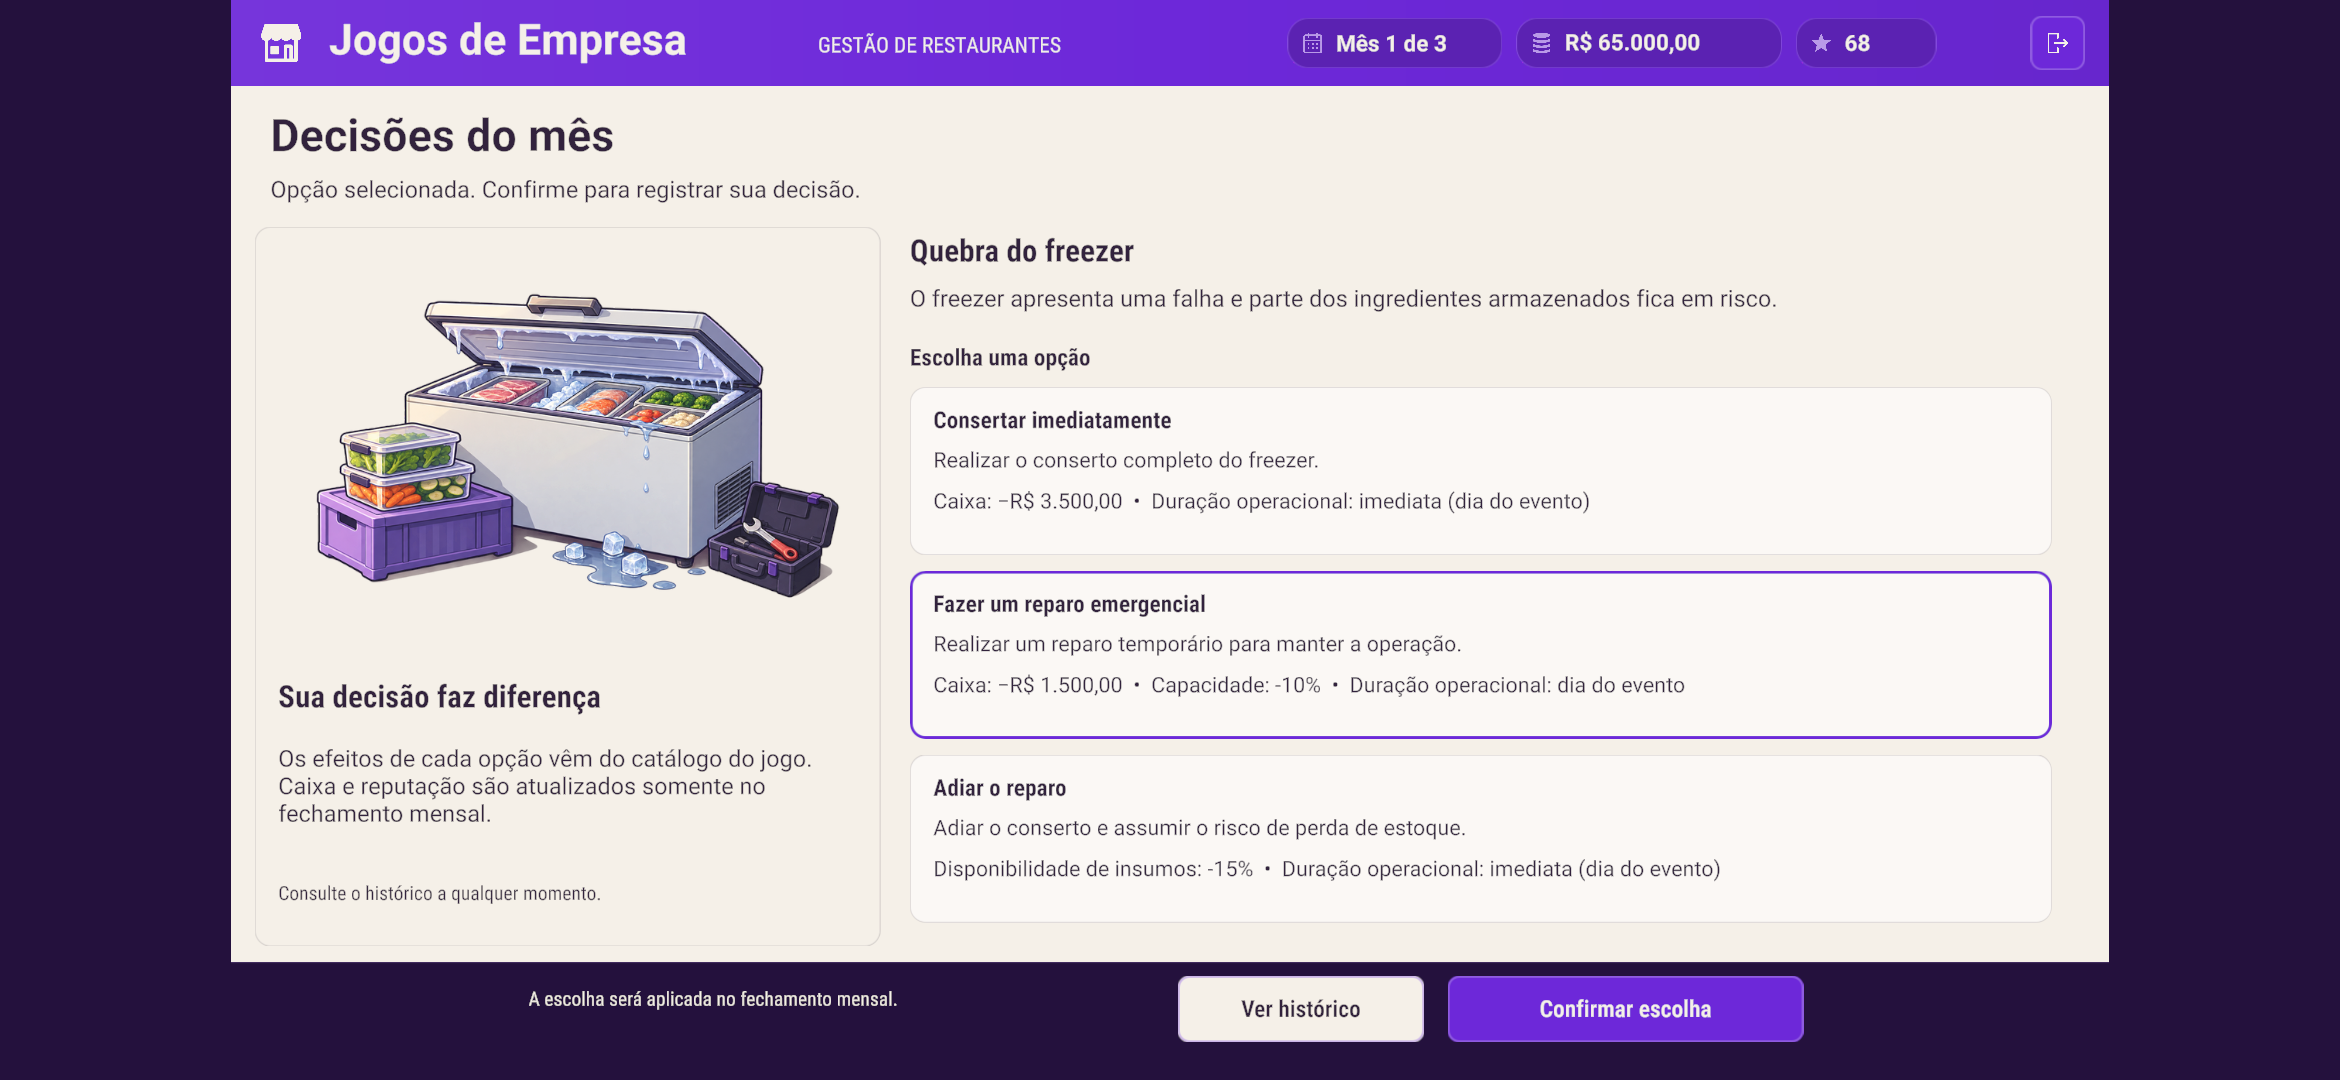 Jogos de Empresa
GESTÃO DE RESTAURANTES
Mês 1 de 3
R$ 65.000,00
68
Decisões do mês
Opção selecionada. Confirme para registrar sua decisão.
Sua decisão faz diferença
Os efeitos de cada opção vêm do catálogo do jogo.
Caixa e reputação são atualizados somente no
fechamento mensal.
Consulte o histórico a qualquer momento.
Quebra do freezer
O freezer apresenta uma falha e parte dos ingredientes armazenados fica em risco.
Escolha uma opção
Consertar imediatamente
Realizar o conserto completo do freezer.
Caixa: −R$ 3.500,00 • Duração operacional: imediata (dia do evento)
Fazer um reparo emergencial
Realizar um reparo temporário para manter a operação.
Caixa: −R$ 1.500,00 • Capacidade: -10% • Duração operacional: dia do evento
Adiar o reparo
Adiar o conserto e assumir o risco de perda de estoque.
Disponibilidade de insumos: -15% • Duração operacional: imediata (dia do evento)
A escolha será aplicada no fechamento mensal.
Ver histórico
Confirmar escolha